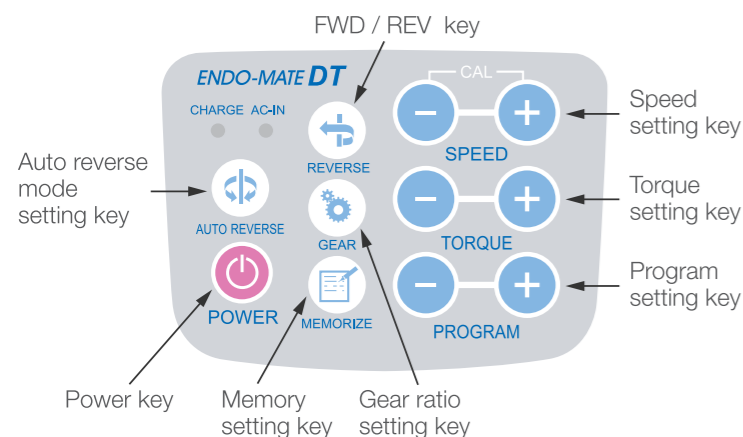 FWD / REV key
ENDO-MATE DT
CAL
CHARGE AC-IN
Speed
setting key
REVERSE
SPEED
Auto reverse
mode
setting key
Torque
setting key
AUTO REVERSE
GEAR
TORQUE
Program
setting key
POWER
MEMORIZE
PROGRAM
Power key
Memory
setting key
Gear ratio
setting key